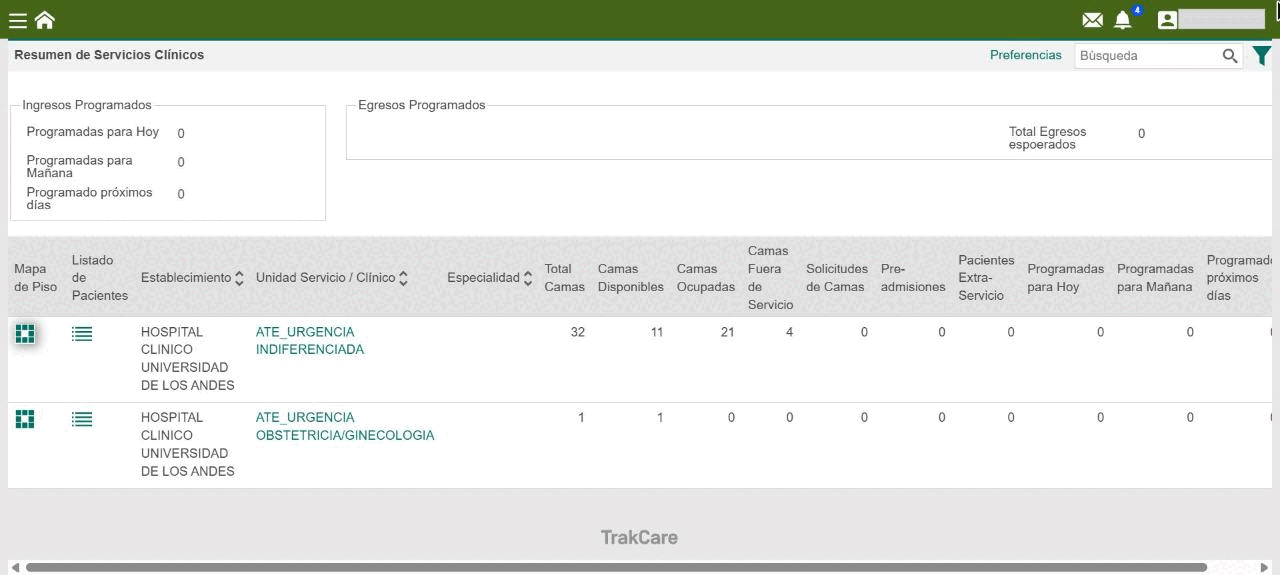 4
Resumen de Servicios Clínicos
Preferencias
Búsqueda
Ingresos Programados
Programadas para Hoy 0
Programadas para
Mañana
0
Programado próximos
días
0
Egresos Programados
Total Egresos
espoerados
0
Mapa
de Piso
Listado
de
Pacientes
Establecimiento
Unidad Servicio / Clínico
Especialidad
Total
Camas
Camas
Disponibles
Camas
Ocupadas
Camas
Fuera
de
Servicio
Solicitudes
de Camas
Pre-
admisiones
Pacientes
Extra-
Servicio
Programadas
para Hoy
Programadas
para Mañana
Programado
próximos
días
HOSPITAL
CLINICO
UNIVERSIDAD
DE LOS ANDES
ATE_URGENCIA
INDIFERENCIADA
32 11 21 4 0 0 0 0 0
HOSPITAL
CLINICO
UNIVERSIDAD
DE LOS ANDES
ATE_URGENCIA
OBSTETRICIA/GINECOLOGIA
1 1 0 0 0 0 0 0 0
TrakCare